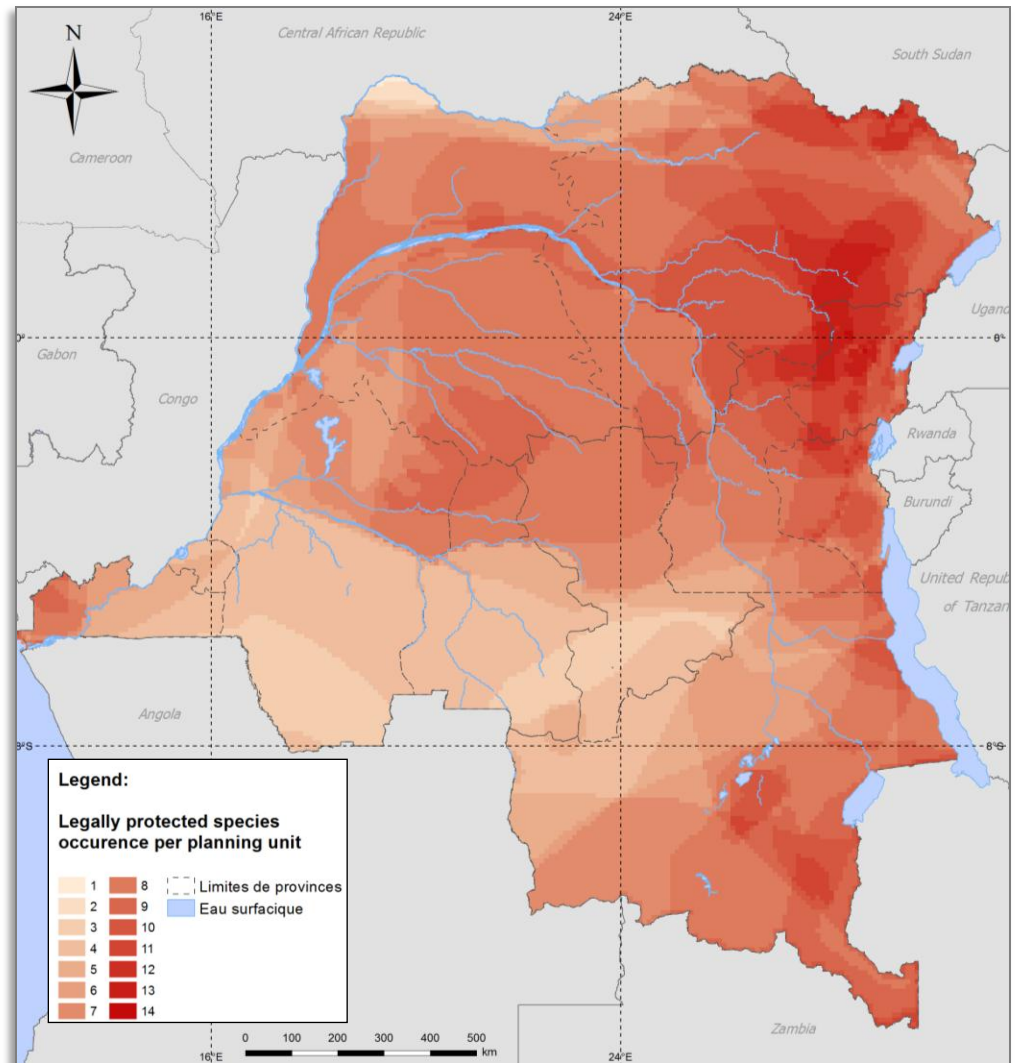 16°E
24°E
N
Central African Republic
South Sudan
Cameroon
Uganda
0°
0°
Gabon
Congo
Rwanda
Burundi
United Repub
of Tanzan
Angola
8°S
8°S
Legend:
Legally protected species
occurence per planning unit
1
2
3
4
5
6
7
8
9
10
11
12
13
14
Limites de provinces
Eau surfacique
0 100 200 300 400 500
km
Zambia
16°E
24°E